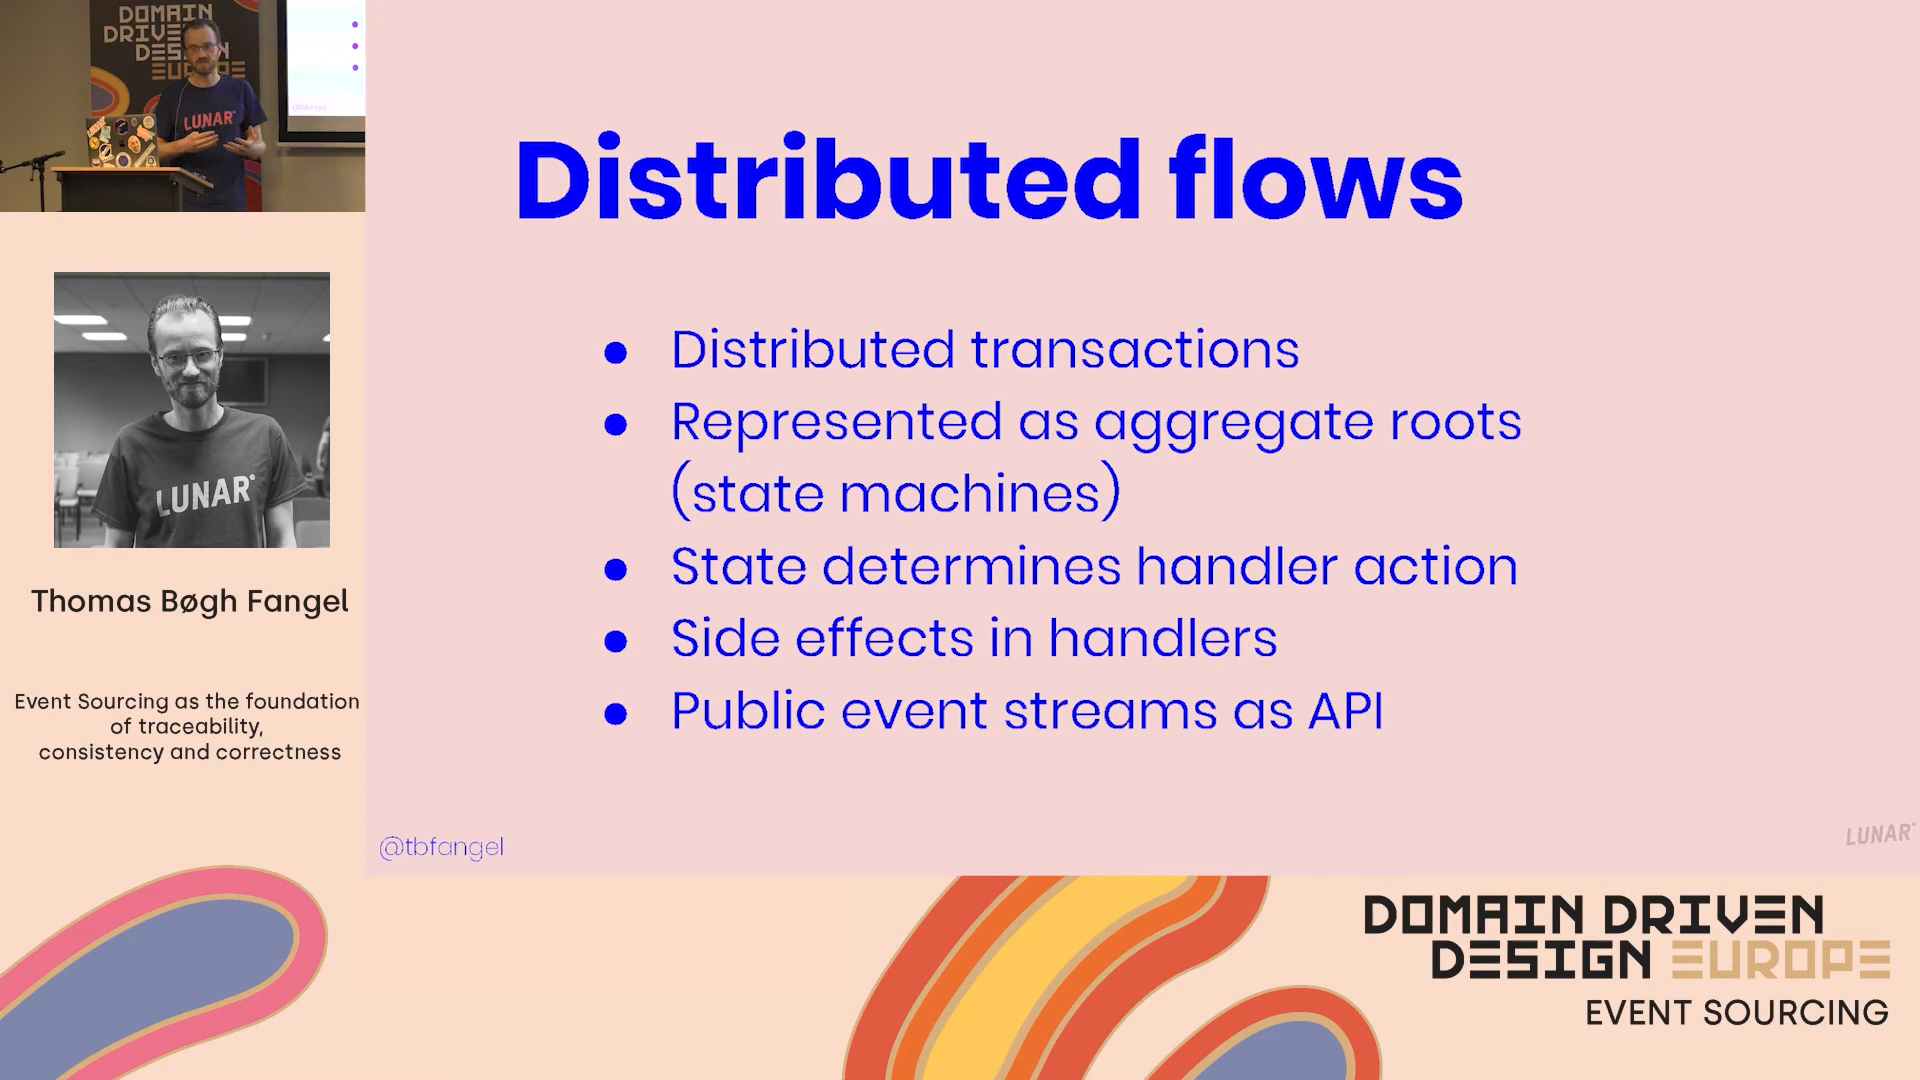 DOMAIN
DRIVEN
DESIGN
EUROPE
LUNAR
Distributed flows
● Distributed transactions
● Represented as aggregate roots
(state machines)
● State determines handler action
● Side effects in handlers
● Public event streams as API
LUNAR°
Thomas Bøgh Fangel
Event Sourcing as the foundation
of traceability,
consistency and correctness
@tbfangel
LUNAR°
DOMAIN DRIVEN
DESIGN EUROPE
EVENT SOURCING